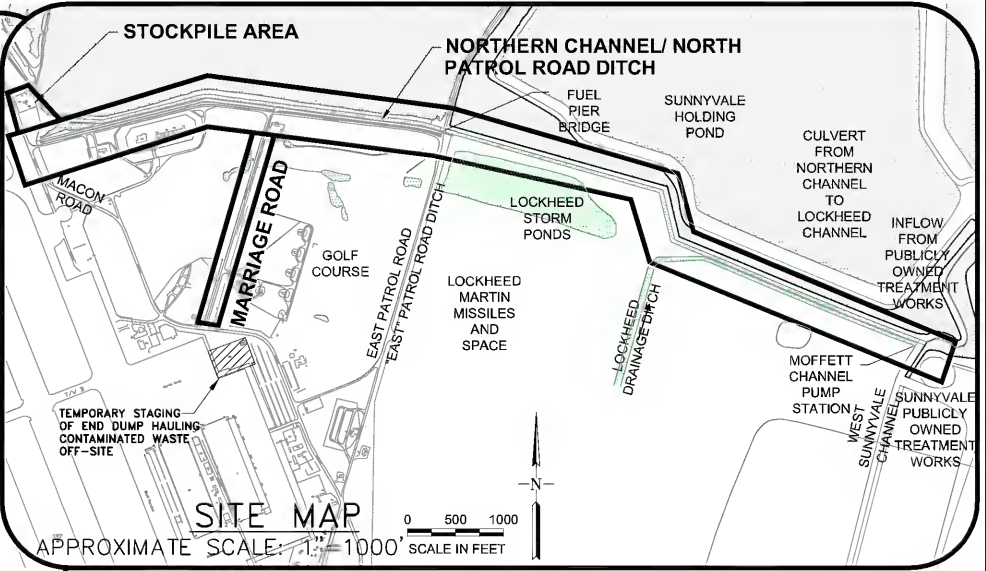 STOCKPILE AREA
NORTHERN CHANNEL/ NORTH
PATROL ROAD DITCH
FUEL
PIER
BRIDGE
SUNNYVALE
HOLDING
POND
CULVERT
FROM
NORTHERN
CHANNEL
TO
LOCKHEED
CHANNEL
INFLOW
FROM
PUBLICLY
OWNED
TREATMENT
WORKS
MACON
ROAD
MARRIAGE ROAD
GOLF
COURSE
EAST PATROL ROAD
"EAST" PATROL ROAD DITCH
LOCKHEED
STORM
PONDS
LOCKHEED
MARTIN
MISSILES
AND
SPACE
LOCKHEED
DRAINAGE DITCH
MOFFETT
CHANNEL
PUMP
STATION
WEST
SUNNYVALE
CHANNEL
SUNNYVALE
PUBLICLY
OWNED
TREATMENT
WORKS
TEMPORARY STAGING
OF END DUMP HAULING
CONTAMINATED WASTE
OFF-SITE
N
SITE MAP
APPROXIMATE SCALE: 1"=1000'
0 500 1000
SCALE IN FEET